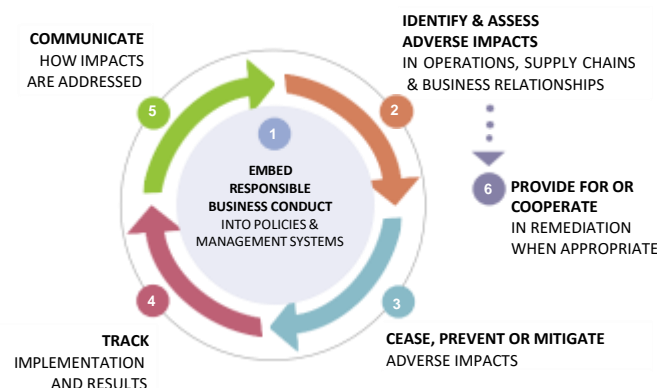 COMMUNICATE
HOW IMPACTS
ARE ADDRESSED
5
IDENTIFY & ASSESS
ADVERSE IMPACTS
IN OPERATIONS, SUPPLY CHAINS
& BUSINESS RELATIONSHIPS
2
1
EMBED
RESPONSIBLE
BUSINESS CONDUCT
INTO POLICIES &
MANAGEMENT SYSTEMS
6
PROVIDE FOR OR
COOPERATE
IN REMEDIATION
WHEN APPROPRIATE
4
TRACK
IMPLEMENTATION
AND RESULTS
3
CEASE, PREVENT OR MITIGATE
ADVERSE IMPACTS